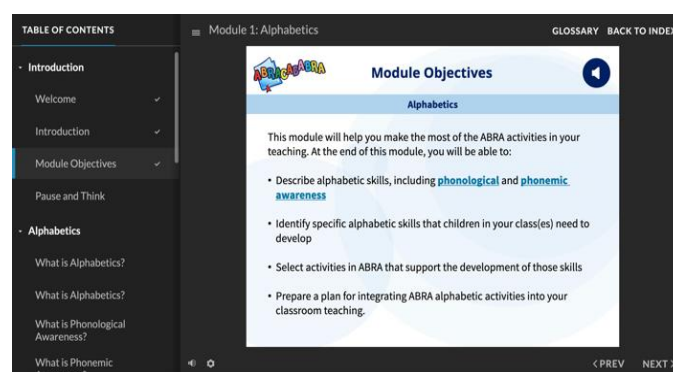 TABLE OF CONTENTS
Module 1: Alphabetics
GLOSSARY BACK TO INDEX
Introduction
Welcome
Introduction
Module Objectives
Pause and Think
Alphabetics
What is Alphabetics?
What is Alphabetics?
What is Phonological
Awareness?
What is Phonemic
ABRACADABRA
Module Objectives
Alphabetics
This module will help you make the most of the ABRA activities in your
teaching. At the end of this module, you will be able to:
• Describe alphabetic skills, including phonological and phonemic
awareness
• Identify specific alphabetic skills that children in your class(es) need to
develop
• Select activities in ABRA that support the development of those skills
• Prepare a plan for integrating ABRA alphabetic activities into your
classroom teaching.
< PREV NEXT >